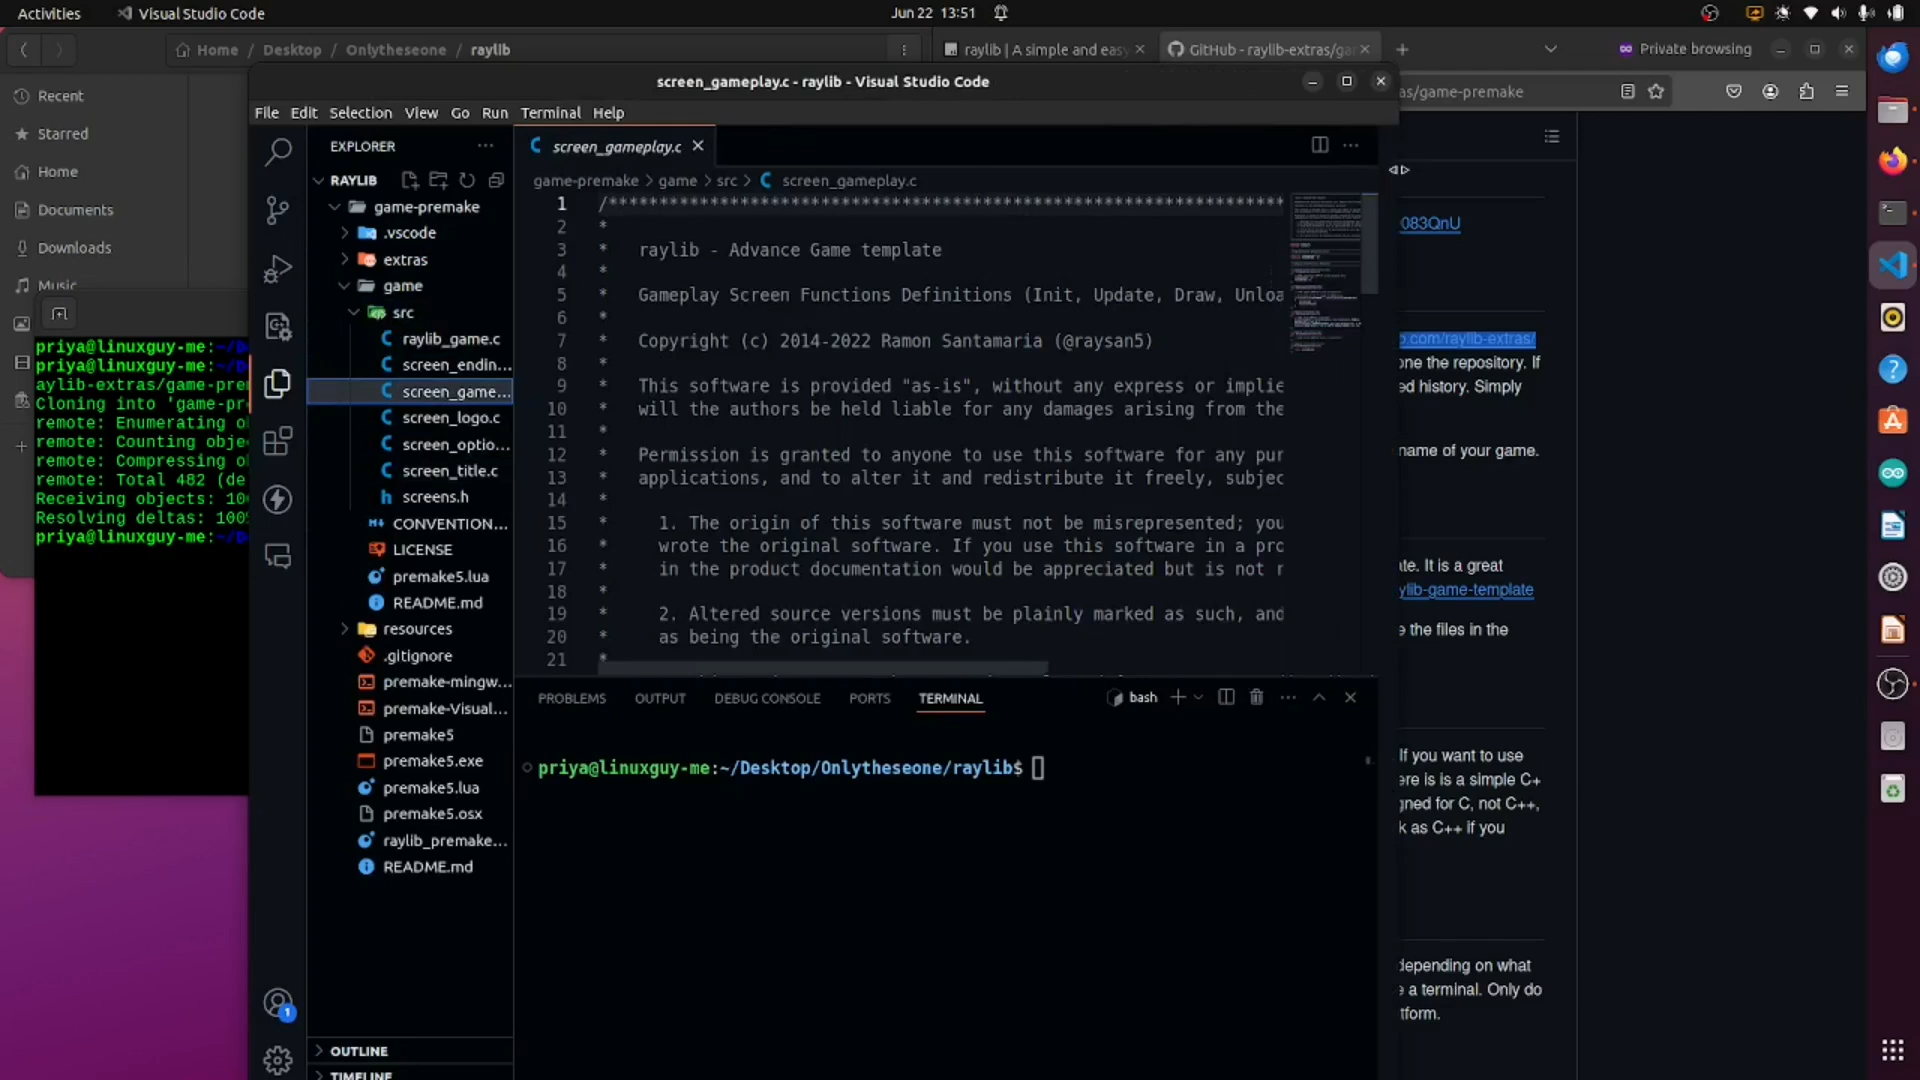 Activities
Visual Studio Code
Jun 22 13:51
Home / Desktop / Onlytheseone / raylib
raylib | A simple and easy
GitHub - raylib-extras/ga
Private browsing
screen_gameplay.c - raylib - Visual Studio Code
as/game-premake
Recent
Starred
Home
Documents
Downloads
Music
File Edit Selection View Go Run Terminal Help
EXPLORER
RAYLIB
game-premake
.vscode
extras
game
src
raylib_game.c
screen_endin...
screen_game...
screen_logo.c
screen_optio...
screen_title.c
screens.h
CONVENTION...
LICENSE
premake5.lua
README.md
resources
.gitignore
premake-mingw...
premake-Visual...
premake5
premake5.exe
premake5.lua
premake5.osx
raylib_premake...
README.md
OUTLINE
TIMELINE
screen_gameplay.c
game-premake > game > src > screen_gameplay.c
1 /********************************************************************
2 *
3 * raylib - Advance Game template
4 *
5 * Gameplay Screen Functions Definitions (Init, Update, Draw, Unloa
6 *
7 * Copyright (c) 2014-2022 Ramon Santamaria (@raysan5)
8 *
9 * This software is provided "as-is", without any express or implie
10 * will the authors be held liable for any damages arising from the
11 *
12 * Permission is granted to anyone to use this software for any pur
13 * applications, and to alter it and redistribute it freely, subjec
14 *
15 * 1. The origin of this software must not be misrepresented; you
16 * wrote the original software. If you use this software in a pro
17 * in the product documentation would be appreciated but is not r
18 *
19 * 2. Altered source versions must be plainly marked as such, and
20 * as being the original software.
21 *
PROBLEMS OUTPUT DEBUG CONSOLE PORTS TERMINAL
bash
priya@linuxguy-me:~/Desktop/Onlytheseone/raylib$
priya@linuxguy-me:~/D
priya@linuxguy-me:~/D
aylib-extras/game-pre
Cloning into 'game-pr
remote: Enumerating o
remote: Counting obje
remote: Compressing o
remote: Total 482 (de
Receiving objects: 10
Resolving deltas: 100%
priya@linuxguy-me:~/D
083QnU
b.com/raylib-extras/
one the repository. If
ed history. Simply
name of your game.
ate. It is a great
ylib-game-template
e the files in the
If you want to use
ere is is a simple C+
gned for C, not C++,
k as C++ if you
depending on what
e a terminal. Only do
tform.
1